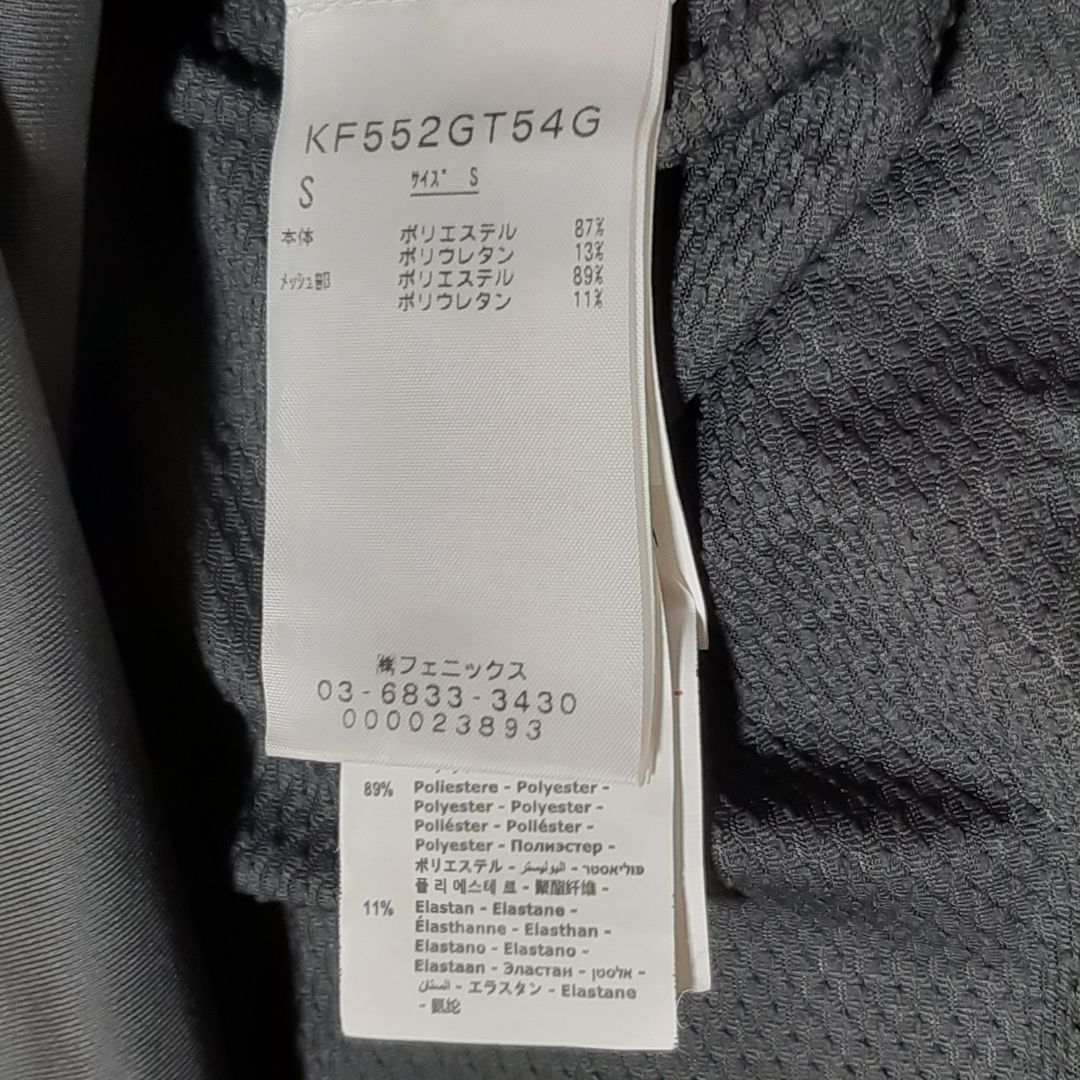 KF552GT54G
S サイズ S
本体 ポリエステル 87%
ポリウレタン 13%
メッシュ部 ポリエステル 89%
ポリウレタン 11%
㈱フェニックス
03-6833-3430
000023893
89% Poliestere - Polyester -
Polyester - Polyester -
Poliéster - Poliéster -
Polyester - Полиэстер -
ポリエステル - البوليستر - פוליאסטר -
폴리에스테르 - 聚酯纤维 -
11% Elastan - Elastane -
Élasthanne - Elasthan -
Elastano - Elastano -
Elastaan - Эластан - אלסטן -
- エラスタン - Elastane
- 氨纶